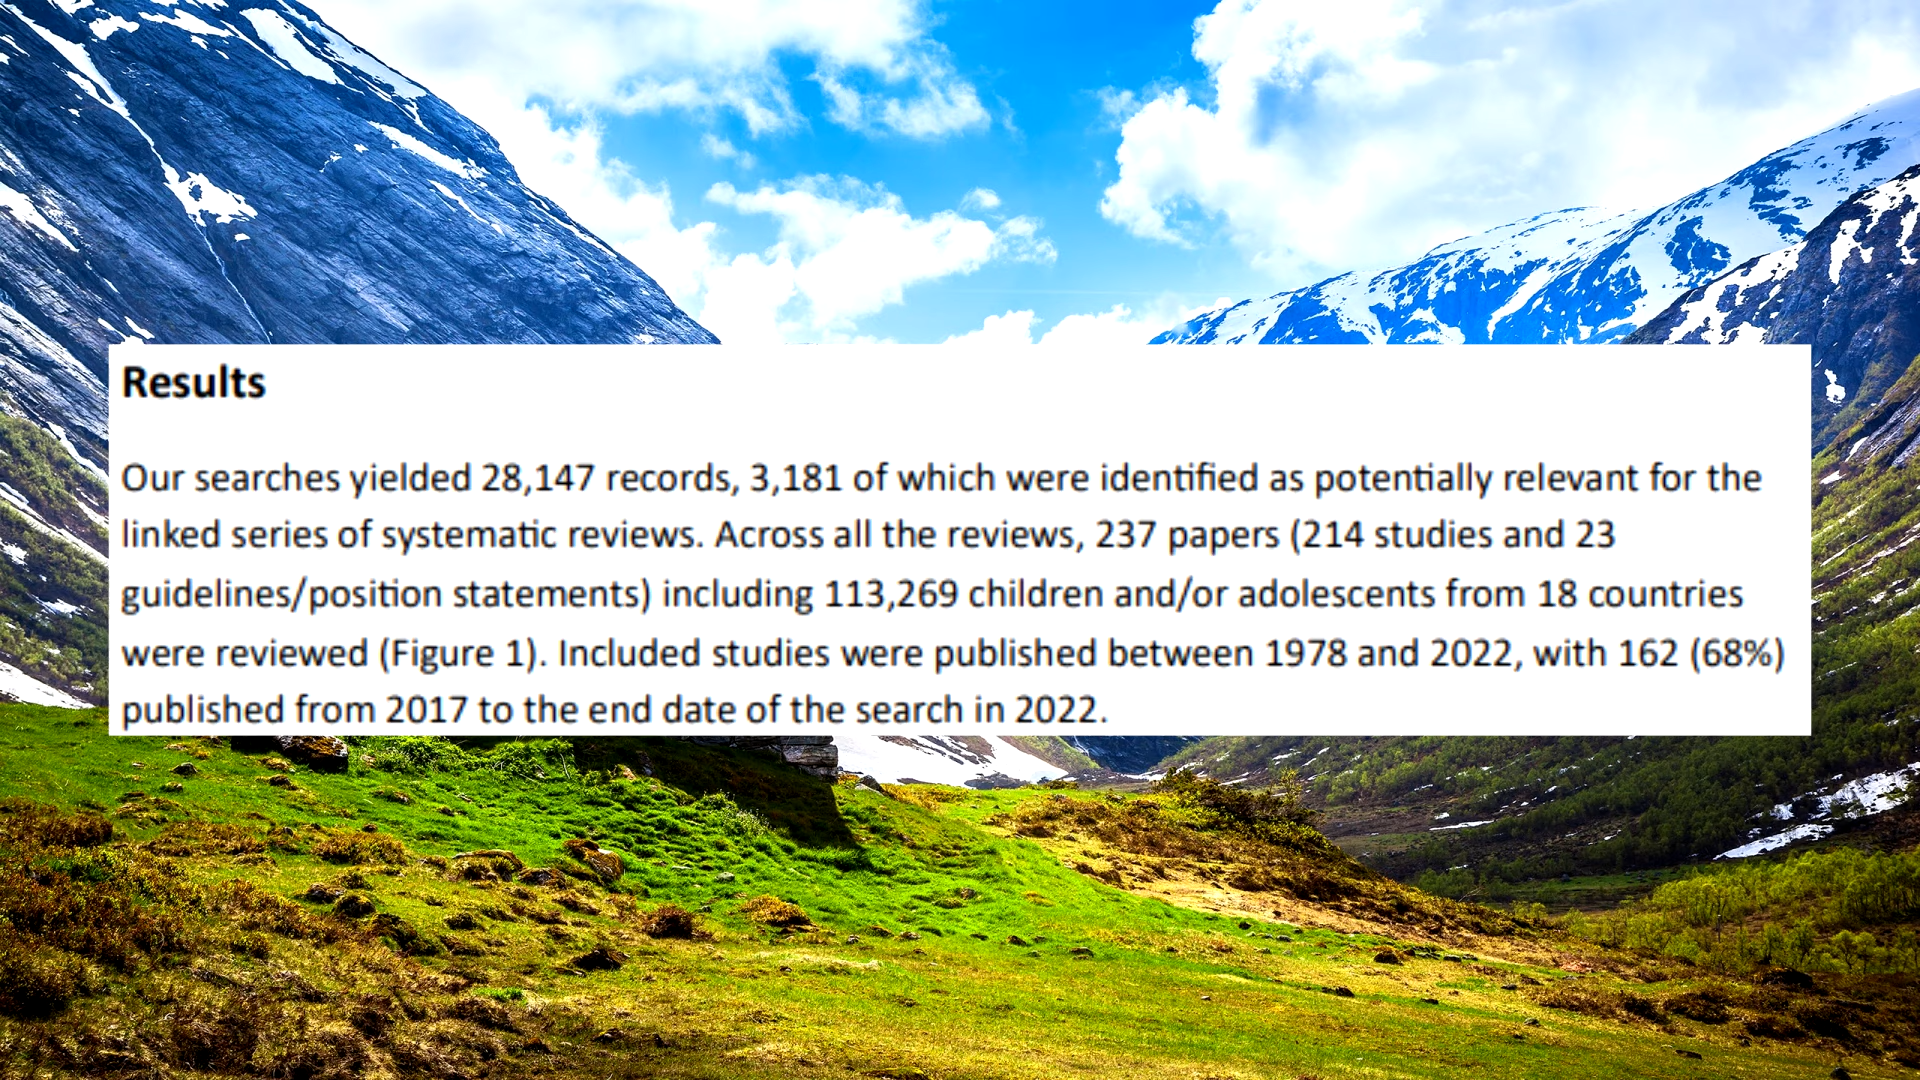 Results
Our searches yielded 28,147 records, 3,181 of which were identified as potentially relevant for the
linked series of systematic reviews. Across all the reviews, 237 papers (214 studies and 23
guidelines/position statements) including 113,269 children and/or adolescents from 18 countries
were reviewed (Figure 1). Included studies were published between 1978 and 2022, with 162 (68%)
published from 2017 to the end date of the search in 2022.